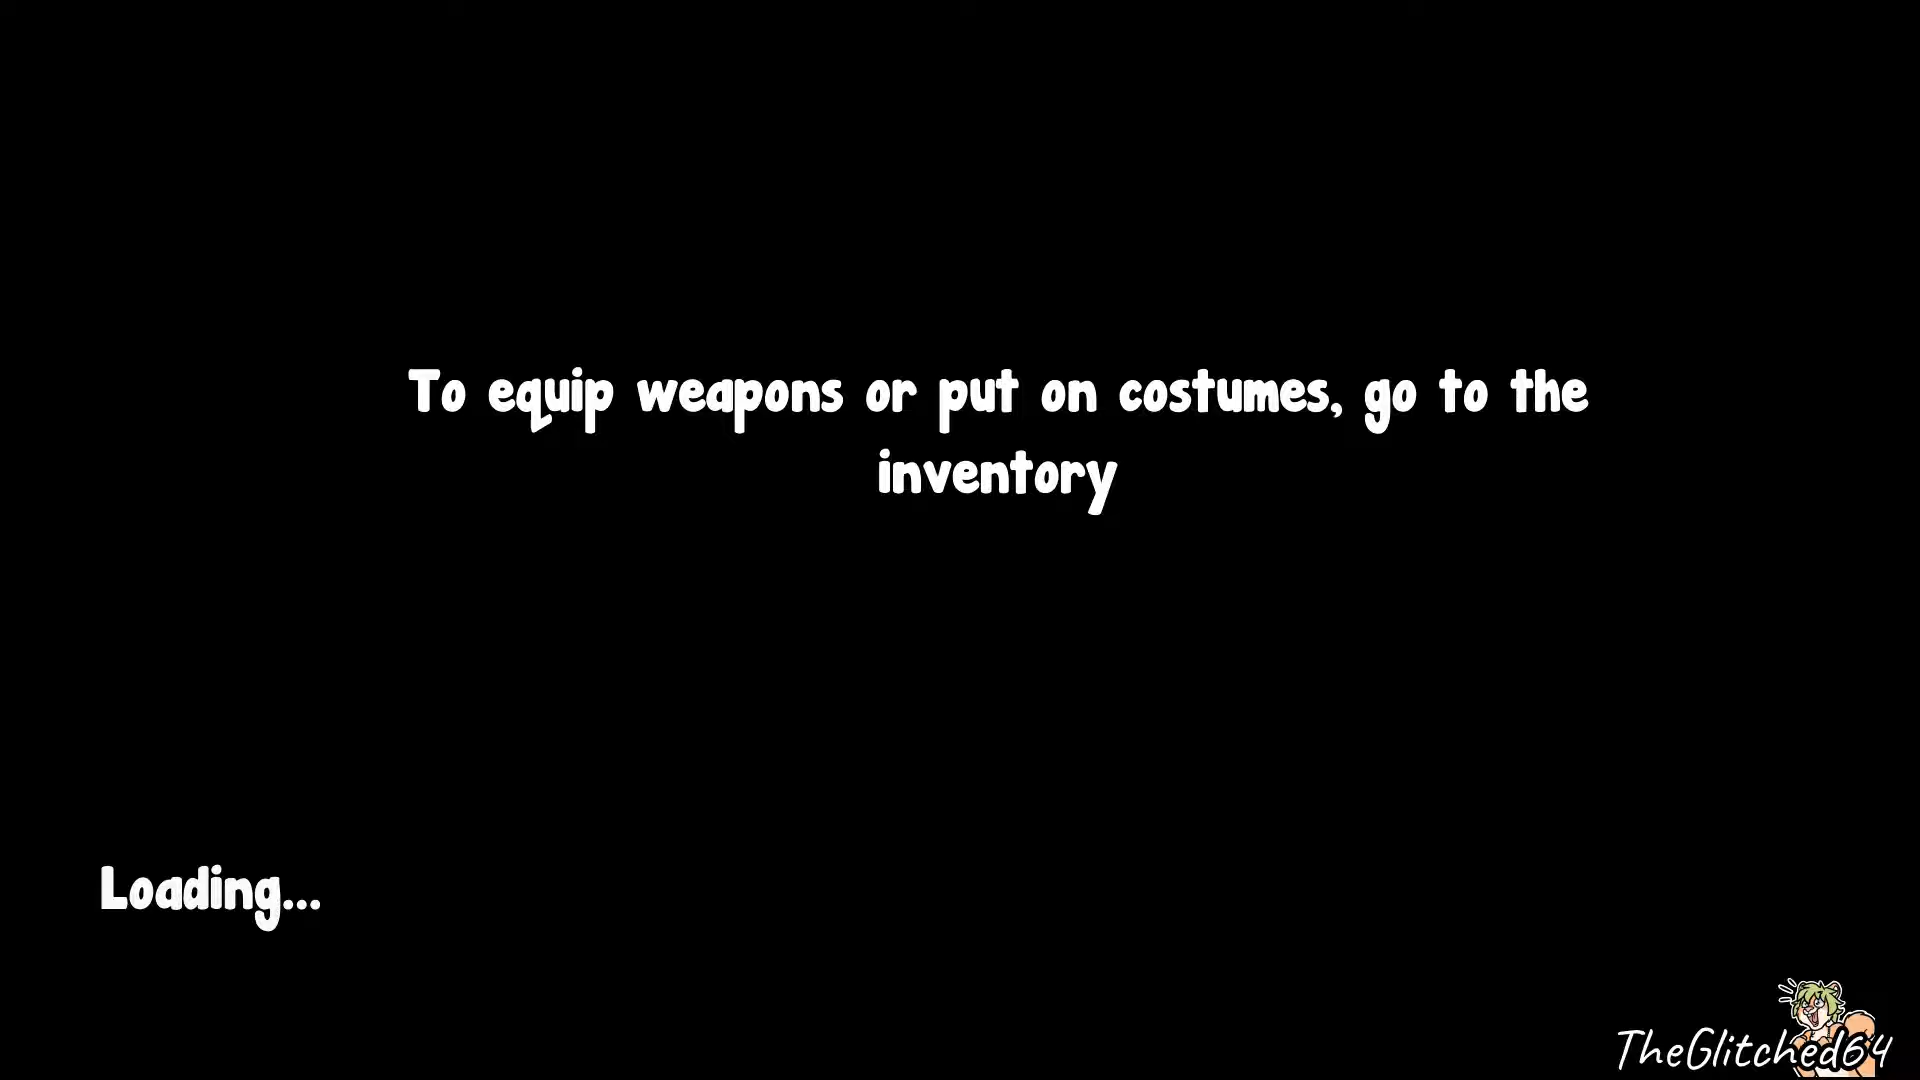 To equip weapons or put on costumes, go to the
inventory
Loading...
TheGlitched64